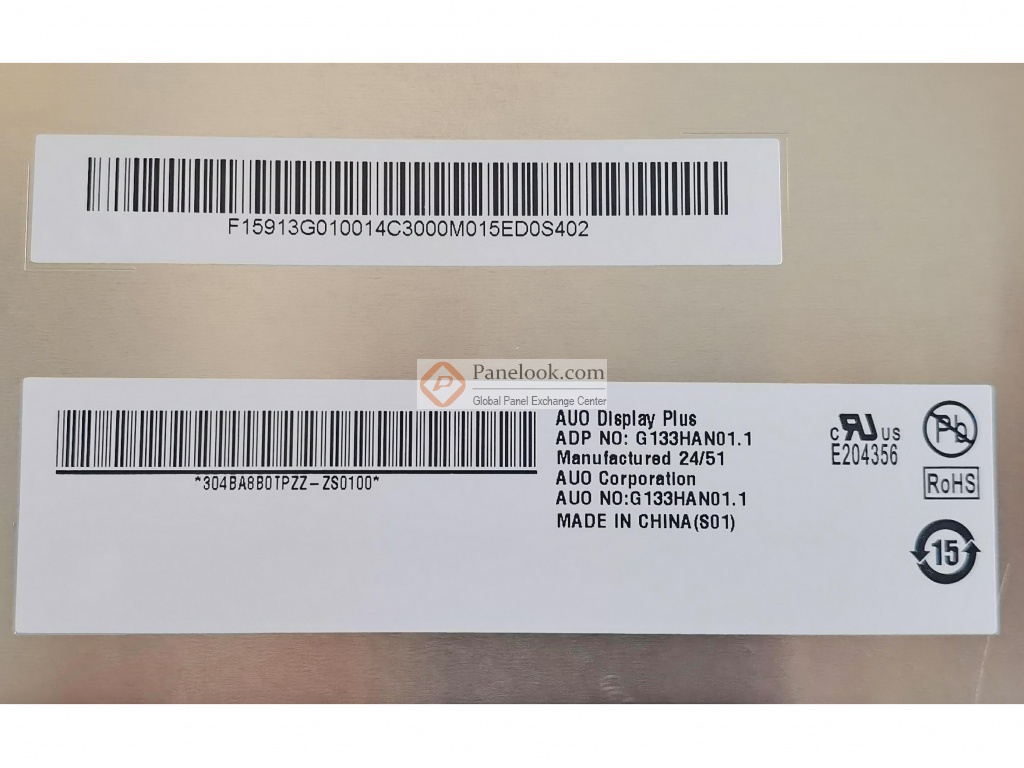 F15913G010014C3000M015ED0S402
Panelook.com
Global Panel Exchange Center
*304BA8B0TPZZ-ZS0100*
AUO Display Plus
ADP NO: G133HAN01.1
Manufactured 24/51
AUO Corporation
AUO NO:G133HAN01.1
MADE IN CHINA(S01)
c RU US
E204356
Pb
RoHS
15